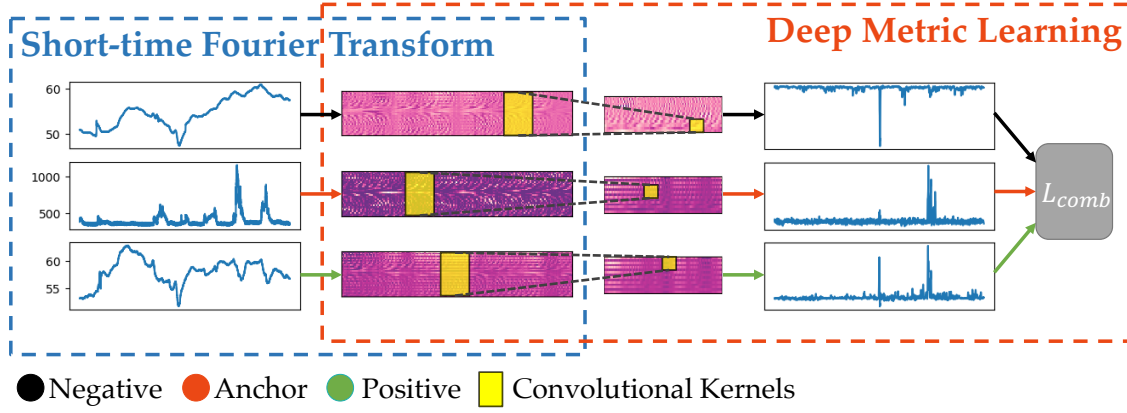 Short-time Fourier Transform
Deep Metric Learning
60
50
1000
500
60
55
L_comb
Negative
Anchor
Positive
Convolutional Kernels